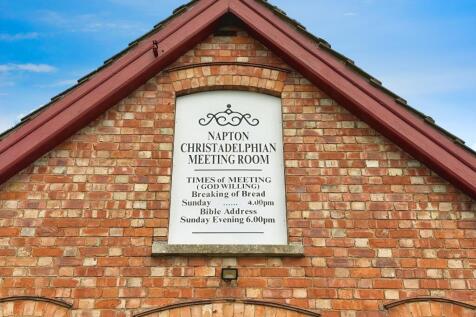 NAPTON
CHRISTADELPHIAN
MEETING ROOM
TIMES of MEETING
(GOD WILLING)
Breaking of Bread
Sunday ...... 4.00pm
Bible Address
Sunday Evening 6.00pm